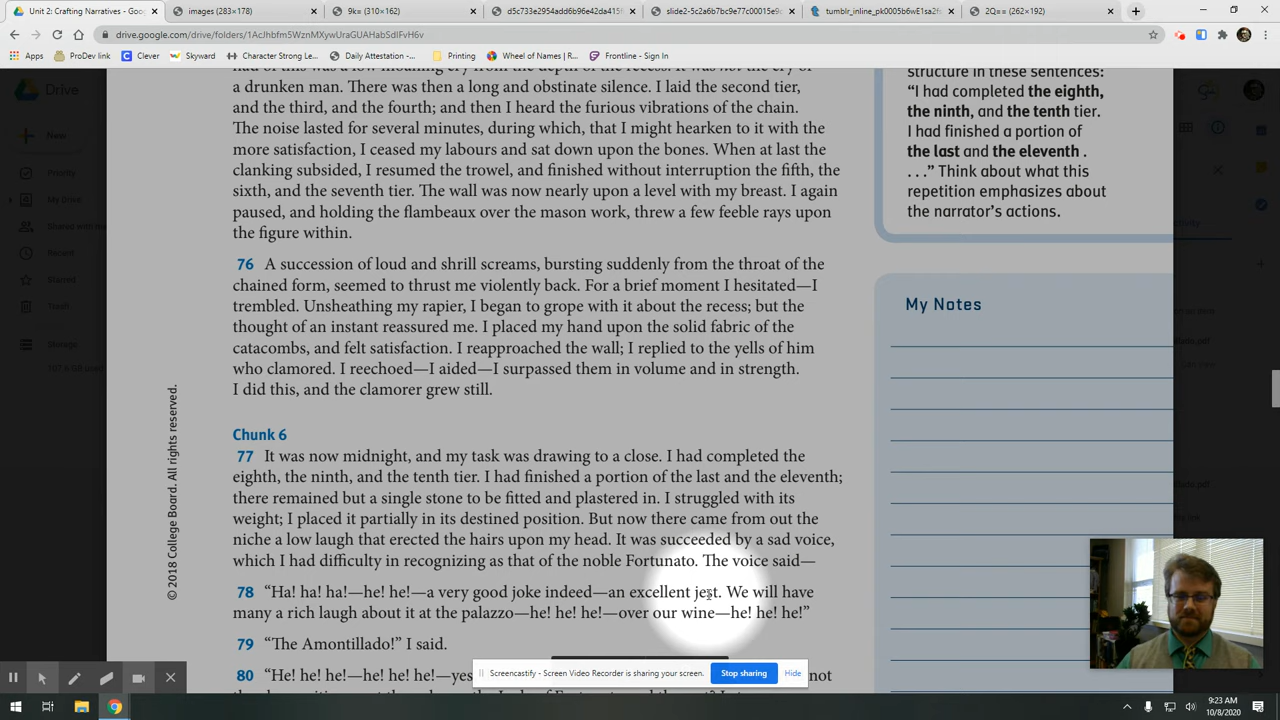 Unit 2: Crafting Narratives -
images (283×178)
9k= (310×162)
d5c733e2954add6b96e42da415f
slide2-5c2a6b7bc9e77c00015e9
tumblr_inline_pk0005b6wE1sa2f
2Q== (262×192)
drive.google.com/drive/folders/1AcJhbfm5WznMXywUraGUAHabSdIFvH6v
Apps
ProDev link
Clever
Skyward
Character Strong Le...
Daily Attestation -...
Printing
Wheel of Names | R...
Frontline - Sign In
Drive
New
Priority
My Drive
Shared with
Recent
Starred
Trash
Storage
a drunken man. There was then a long and obstinate silence. I laid the second tier,
and the third, and the fourth; and then I heard the furious vibrations of the chain.
The noise lasted for several minutes, during which, that I might hearken to it with the
more satisfaction, I ceased my labours and sat down upon the bones. When at last the
clanking subsided, I resumed the trowel, and finished without interruption the fifth, the
sixth, and the seventh tier. The wall was now nearly upon a level with my breast. I again
paused, and holding the flambeaux over the mason work, threw a few feeble rays upon
the figure within.
76 A succession of loud and shrill screams, bursting suddenly from the throat of the
chained form, seemed to thrust me violently back. For a brief moment I hesitated—I
trembled. Unsheathing my rapier, I began to grope with it about the recess; but the
thought of an instant reassured me. I placed my hand upon the solid fabric of the
catacombs, and felt satisfaction. I reapproached the wall; I replied to the yells of him
who clamored. I reechoed—I aided—I surpassed them in volume and in strength.
I did this, and the clamorer grew still.
Chunk 6
77 It was now midnight, and my task was drawing to a close. I had completed the
eighth, the ninth, and the tenth tier. I had finished a portion of the last and the eleventh;
there remained but a single stone to be fitted and plastered in. I struggled with its
weight; I placed it partially in its destined position. But now there came from out the
niche a low laugh that erected the hairs upon my head. It was succeeded by a sad voice,
which I had difficulty in recognizing as that of the noble Fortunato. The voice said—
78 “Ha! ha! ha!—he! he!—a very good joke indeed—an excellent jest. We will have
many a rich laugh about it at the palazzo—he! he! he!—over our wine—he! he! he!”
79 “The Amontillado!” I said.
80 “He! he! he!—he! he! he!—yes
not
© 2018 College Board. All rights reserved.
structure in these sentences:
“I had completed the eighth,
the ninth, and the tenth tier.
I had finished a portion of
the last and the eleventh .
. . .” Think about what this
repetition emphasizes about
the narrator’s actions.
My Notes
Screencastify - Screen Video Recorder is sharing your screen.
Stop sharing
Hide
9:23 AM
10/8/2020